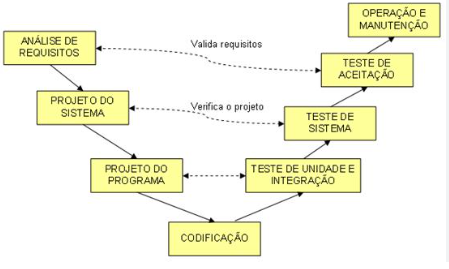 OPERAÇÃO E
MANUTENÇÃO
ANÁLISE DE
REQUISITOS
Valida requisitos
TESTE DE
ACEITAÇÃO
PROJETO DO
SISTEMA
Verifica o projeto
TESTE DE
SISTEMA
PROJETO DO
PROGRAMA
TESTE DE UNIDADE E
INTEGRAÇÃO
CODIFICAÇÃO